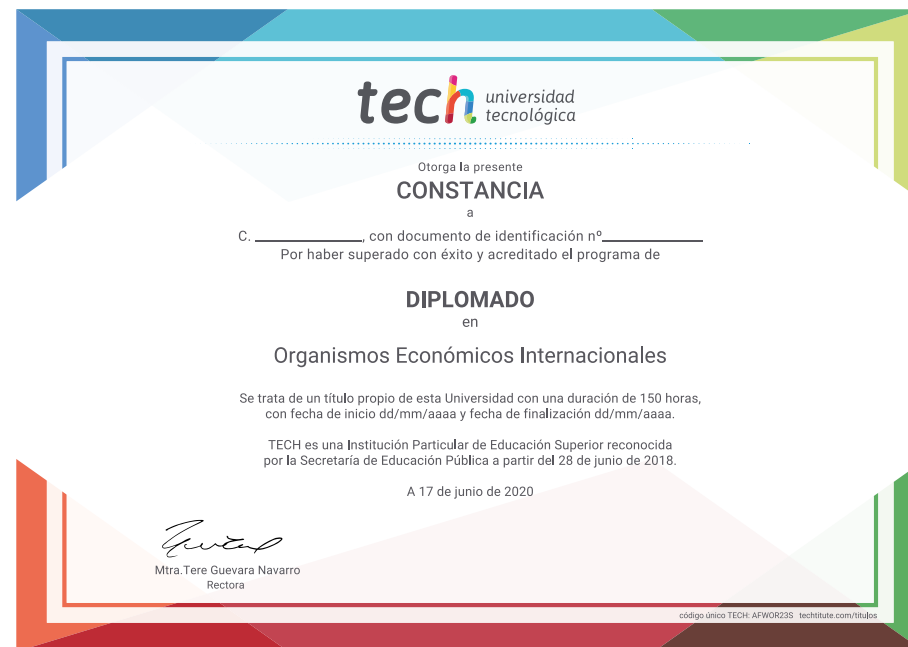 tech universidad
tecnológica
Otorga la presente
CONSTANCIA
a
C. ______________, con documento de identificación nº______________
Por haber superado con éxito y acreditado el programa de
DIPLOMADO
en
Organismos Económicos Internacionales
Se trata de un título propio de esta Universidad con una duración de 150 horas,
con fecha de inicio dd/mm/aaaa y fecha de finalización dd/mm/aaaa.
TECH es una Institución Particular de Educación Superior reconocida
por la Secretaría de Educación Pública a partir del 28 de junio de 2018.
A 17 de junio de 2020
Mtra.Tere Guevara Navarro
Rectora
código único TECH: AFWOR23S techtitute.com/titulos